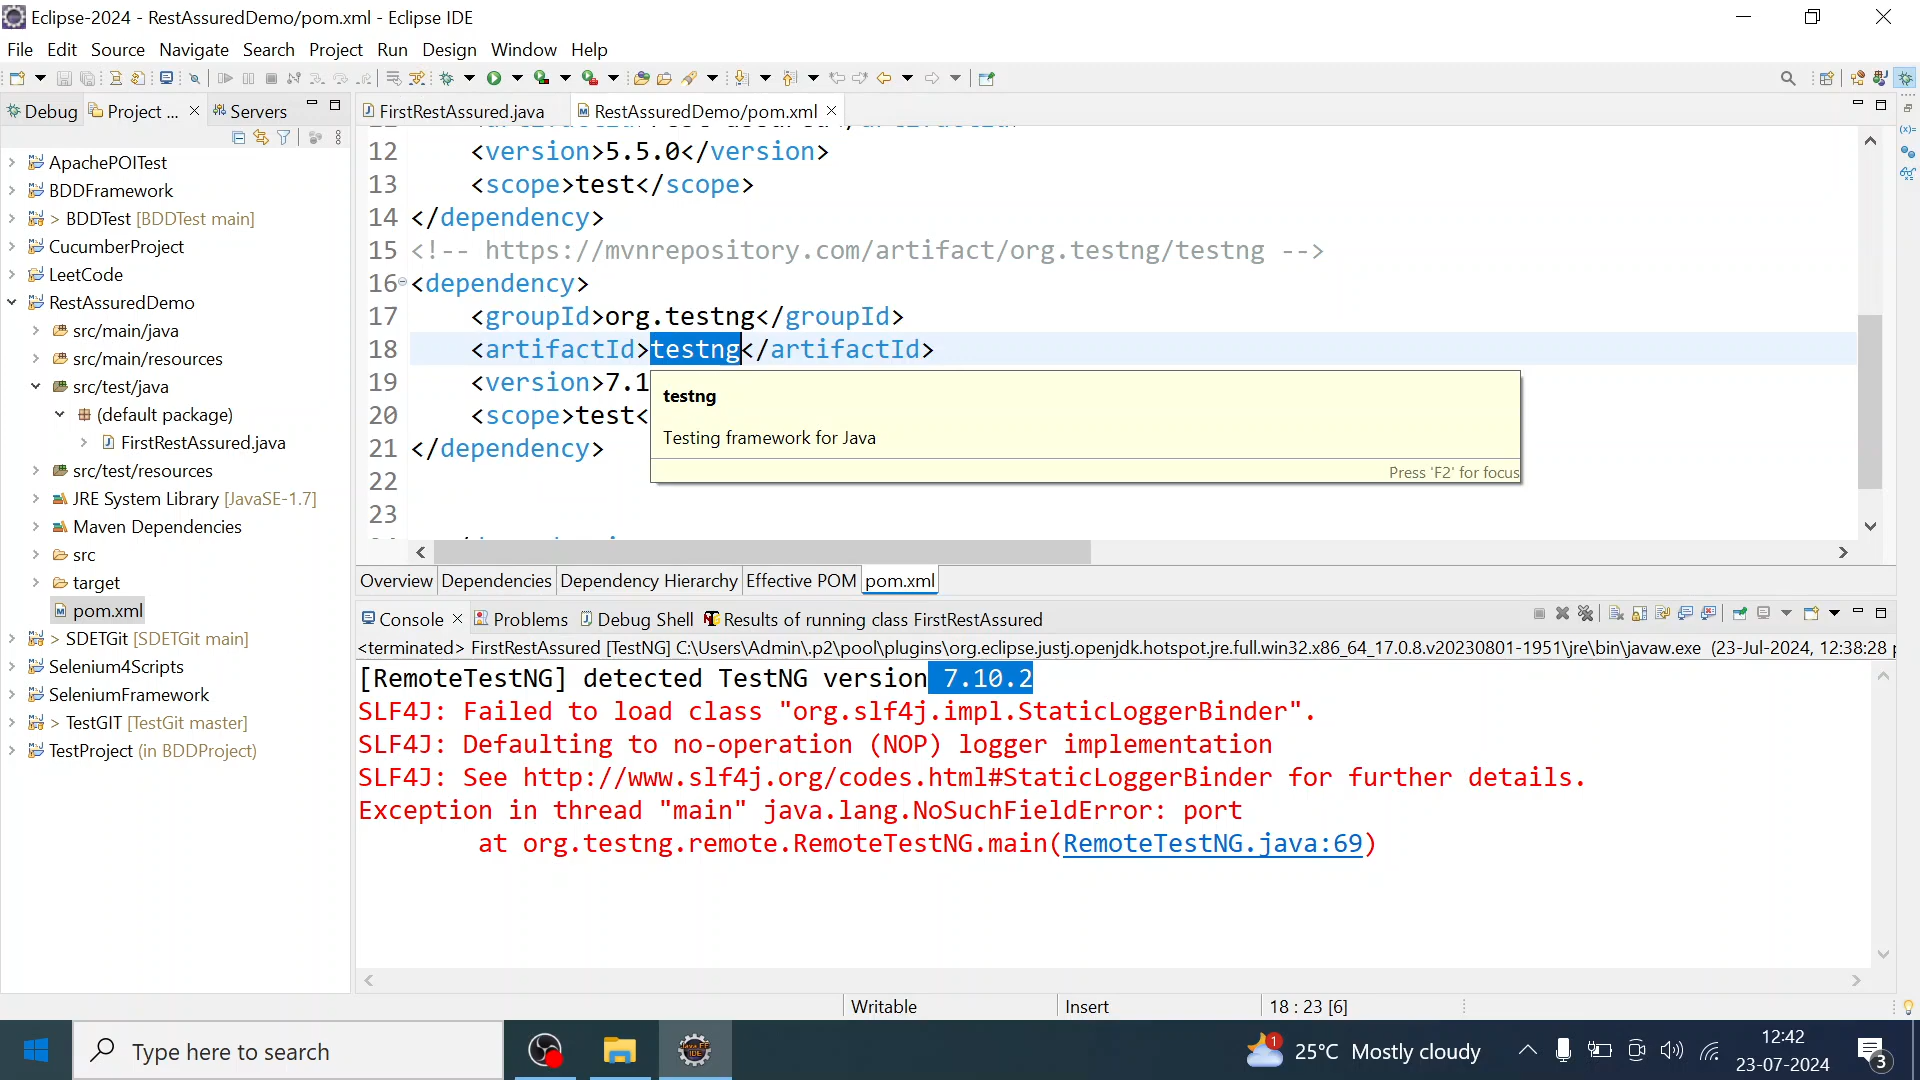 Eclipse-2024 - RestAssuredDemo/pom.xml - Eclipse IDE
File Edit Source Navigate Search Project Run Design Window Help
Debug Project ... Servers
FirstRestAssured.java RestAssuredDemo/pom.xml
ApachePOITest
BDDFramework
> BDDTest [BDDTest main]
CucumberProject
LeetCode
RestAssuredDemo
src/main/java
src/main/resources
src/test/java
(default package)
FirstRestAssured.java
src/test/resources
JRE System Library [JavaSE-1.7]
Maven Dependencies
src
target
pom.xml
> SDETGit [SDETGit main]
Selenium4Scripts
SeleniumFramework
> TestGIT [TestGit master]
TestProject (in BDDProject)
12 <version>5.5.0</version>
13 <scope>test</scope>
14 </dependency>
15 <!-- https://mvnrepository.com/artifact/org.testng/testng -->
16 <dependency>
17 <groupId>org.testng</groupId>
18 <artifactId>testng</artifactId>
19 <version>7.1
20 <scope>test<
21 </dependency>
22
23
testng
Testing framework for Java
Press 'F2' for focus
Overview Dependencies Dependency Hierarchy Effective POM pom.xml
Console Problems Debug Shell Results of running class FirstRestAssured
<terminated> FirstRestAssured [TestNG] C:\Users\Admin\.p2\pool\plugins\org.eclipse.justj.openjdk.hotspot.jre.full.win32.x86_64_17.0.8.v20230801-1951\jre\bin\javaw.exe (23-Jul-2024, 12:38:28
[RemoteTestNG] detected TestNG version 7.10.2
SLF4J: Failed to load class "org.slf4j.impl.StaticLoggerBinder".
SLF4J: Defaulting to no-operation (NOP) logger implementation
SLF4J: See http://www.slf4j.org/codes.html#StaticLoggerBinder for further details.
Exception in thread "main" java.lang.NoSuchFieldError: port
at org.testng.remote.RemoteTestNG.main(RemoteTestNG.java:69)
Writable Insert 18 : 23 [6]
Type here to search
1
25°C Mostly cloudy
12:42
23-07-2024
3